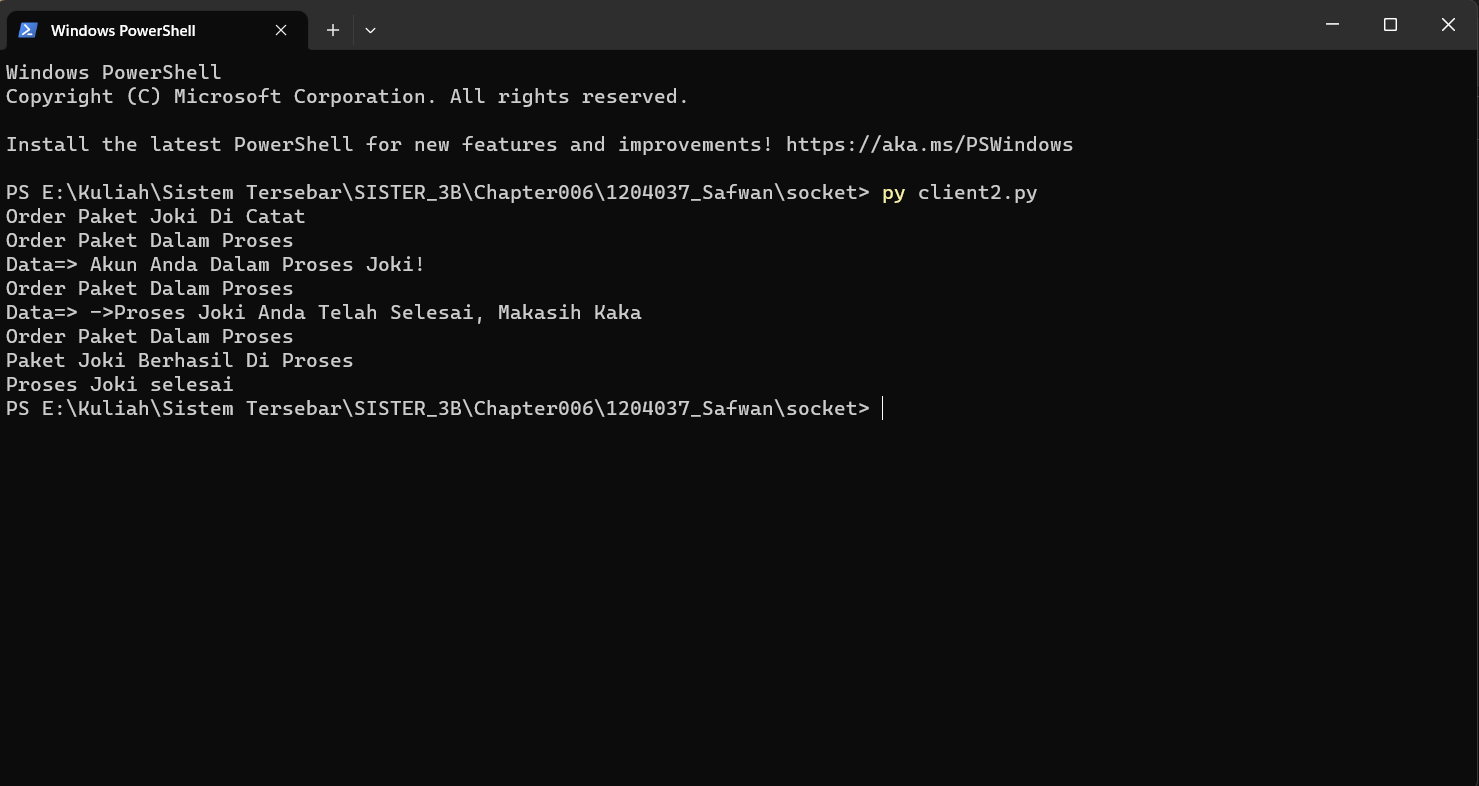 Windows PowerShell
Windows PowerShell
Copyright (C) Microsoft Corporation. All rights reserved.
Install the latest PowerShell for new features and improvements! https://aka.ms/PSWindows
PS E:\Kuliah\Sistem Tersebar\SISTER_3B\Chapter006\1204037_Safwan\socket> py client2.py
Order Paket Joki Di Catat
Order Paket Dalam Proses
Data=> Akun Anda Dalam Proses Joki!
Order Paket Dalam Proses
Data=> ->Proses Joki Anda Telah Selesai, Makasih Kaka
Order Paket Dalam Proses
Paket Joki Berhasil Di Proses
Proses Joki selesai
PS E:\Kuliah\Sistem Tersebar\SISTER_3B\Chapter006\1204037_Safwan\socket>